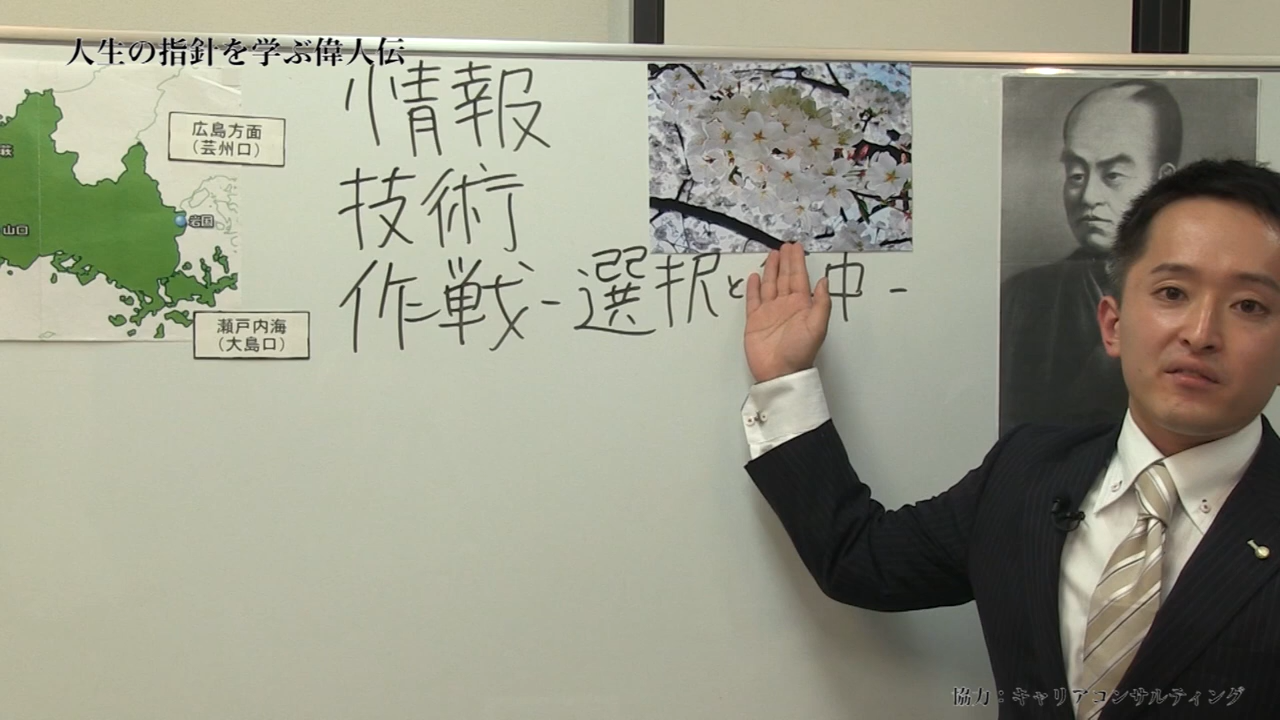 人生の指針を学ぶ偉人伝
萩
広島方面
(芸州口)
山口
岩国
瀬戸内海
(大島口)
情報
技術
作戦-選択と 中-
協力:キャリアコンサルティング